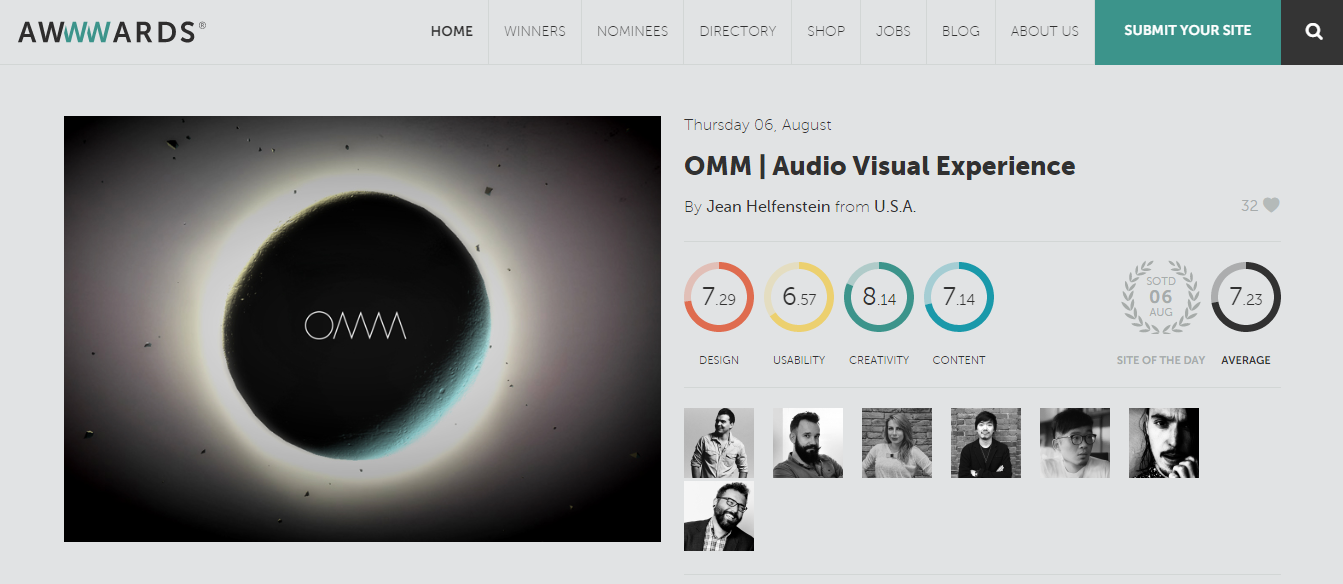 AWWWARDS®
HOME
WINNERS
NOMINEES
DIRECTORY
SHOP
JOBS
BLOG
ABOUT US
SUBMIT YOUR SITE
OMM
Thursday 06, August
OMM | Audio Visual Experience
By Jean Helfenstein from U.S.A.
32
7.29
DESIGN
6.57
USABILITY
8.14
CREATIVITY
7.14
CONTENT
SOTD
06
AUG
SITE OF THE DAY
7.23
AVERAGE